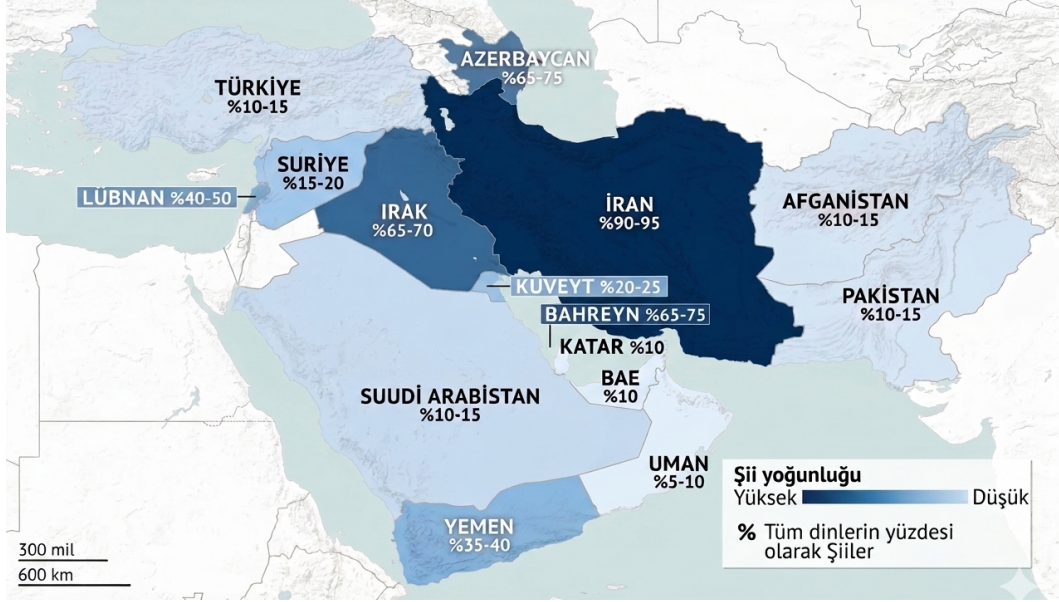 AZERBAYCAN
%65-75
TÜRKİYE
%10-15
SURİYE
%15-20
LÜBNAN %40-50
IRAK
%65-70
İRAN
%90-95
AFGANİSTAN
%10-15
KUVEYT %20-25
BAHREYN %65-75
PAKİSTAN
%10-15
KATAR %10
BAE
%10
SUUDİ ARABİSTAN
%10-15
UMAN
%5-10
YEMEN
%35-40
Şii yoğunluğu
Yüksek Düşük
% Tüm dinlerin yüzdesi
olarak Şiiler
300 mil
600 km